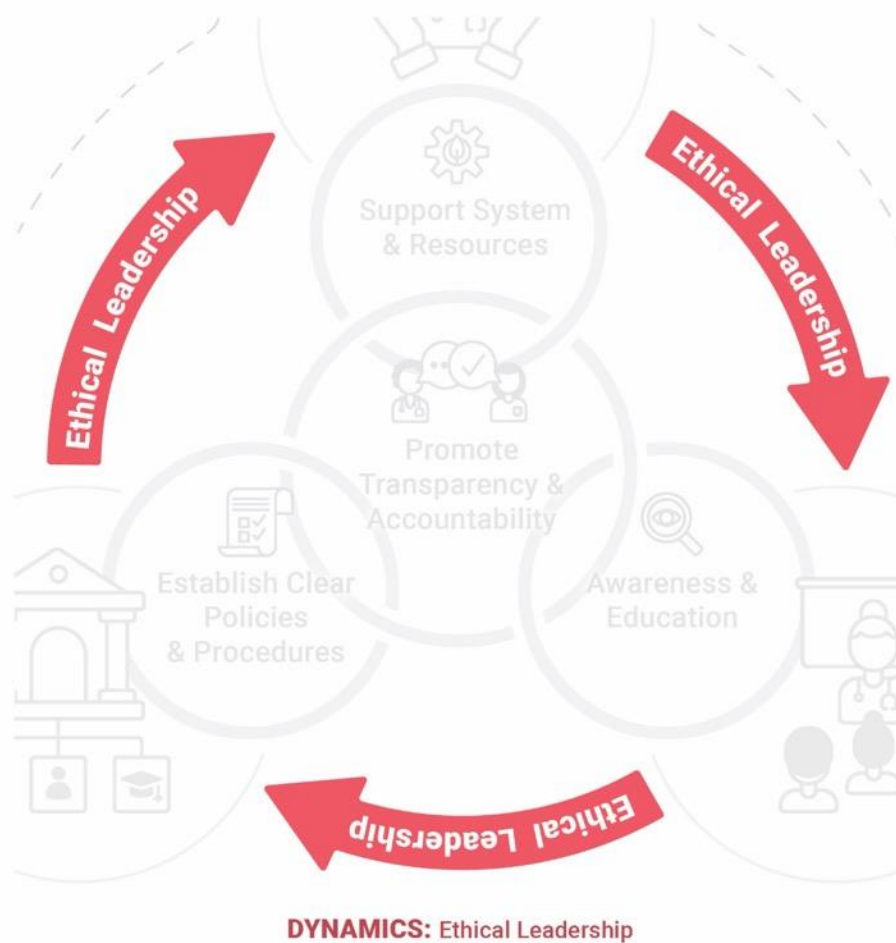 Ethical Leadership
Ethical Leadership
Support System
& Resources
Promote
Transparency &
Accountability
Establish Clear
Policies
& Procedures
Awareness &
Education
Ethical Leadership
DYNAMICS: Ethical Leadership